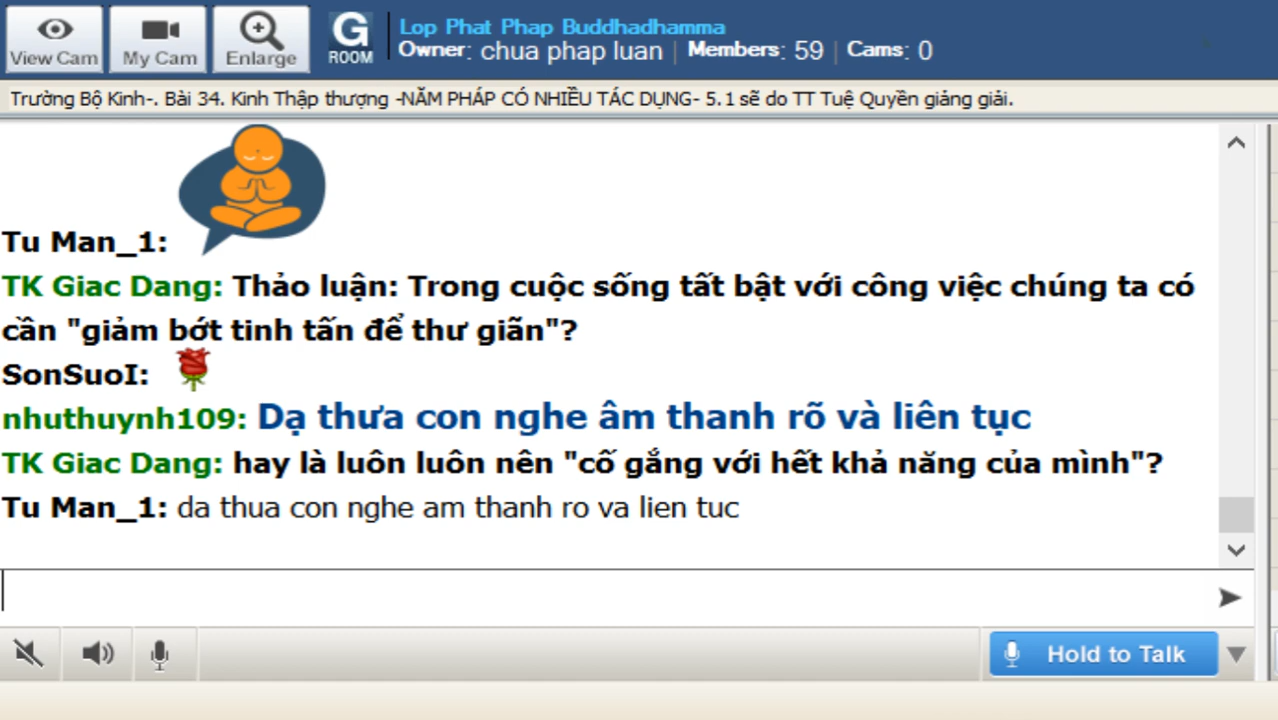 View Cam
My Cam
Enlarge
G
ROOM
Lop Phat Phap Buddhadhamma
Owner: chua phap luan | Members: 59 | Cams: 0
Trường Bộ Kinh-. Bài 34. Kinh Thập thượng -NĂM PHÁP CÓ NHIỀU TÁC DỤNG- 5.1 sẽ do TT Tuệ Quyền giảng giải.
Tu Man_1:
TK Giac Dang: Thảo luận: Trong cuộc sống tất bật với công việc chúng ta có
cần "giảm bớt tinh tấn để thư giãn"?
SonSuoI:
nhuthuynh109: Dạ thưa con nghe âm thanh rõ và liên tục
TK Giac Dang: hay là luôn luôn nên "cố gắng với hết khả năng của mình"?
Tu Man_1: da thua con nghe am thanh ro va lien tuc
Hold to Talk